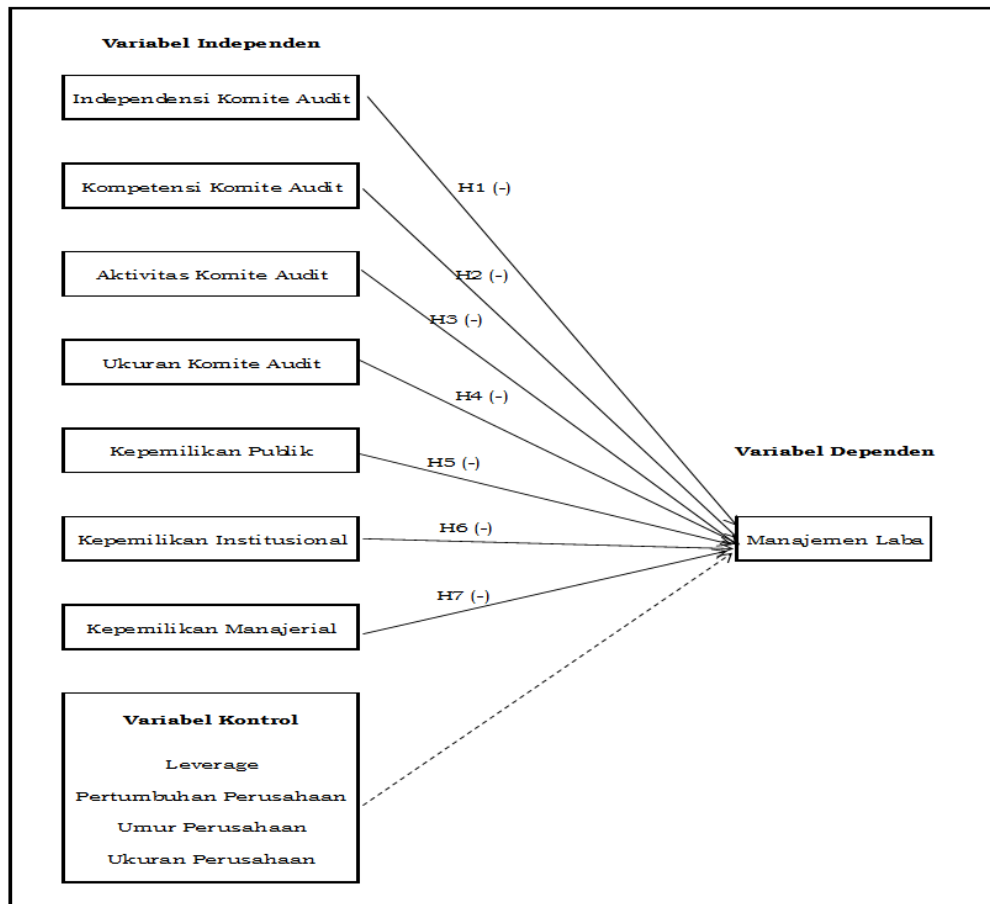 Variabel Independen
Independensi Komite Audit
Kompetensi Komite Audit
Aktivitas Komite Audit
Ukuran Komite Audit
Kepemilikan Publik
Kepemilikan Institusional
Kepemilikan Manajerial
Variabel Kontrol
Leverage
Pertumbuhan Perusahaan
Umur Perusahaan
Ukuran Perusahaan
H1 (-)
H2 (-)
H3 (-)
H4 (-)
H5 (-)
H6 (-)
H7 (-)
Variabel Dependen
Manajemen Laba